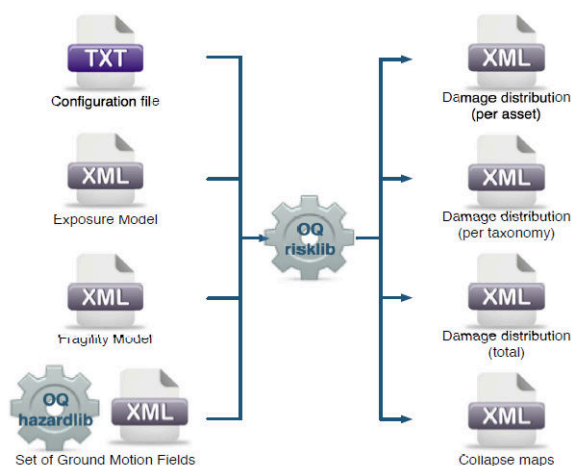 TXT
Configuration file
XML
Exposure Model
XML
Fragility Model
OQ
hazardlib
XML
Set of Ground Motion Fields
OQ
risklib
XML
Damage distribution
(per asset)
XML
Damage distribution
(per taxonomy)
XML
Damage distribution
(total)
XML
Collapse maps